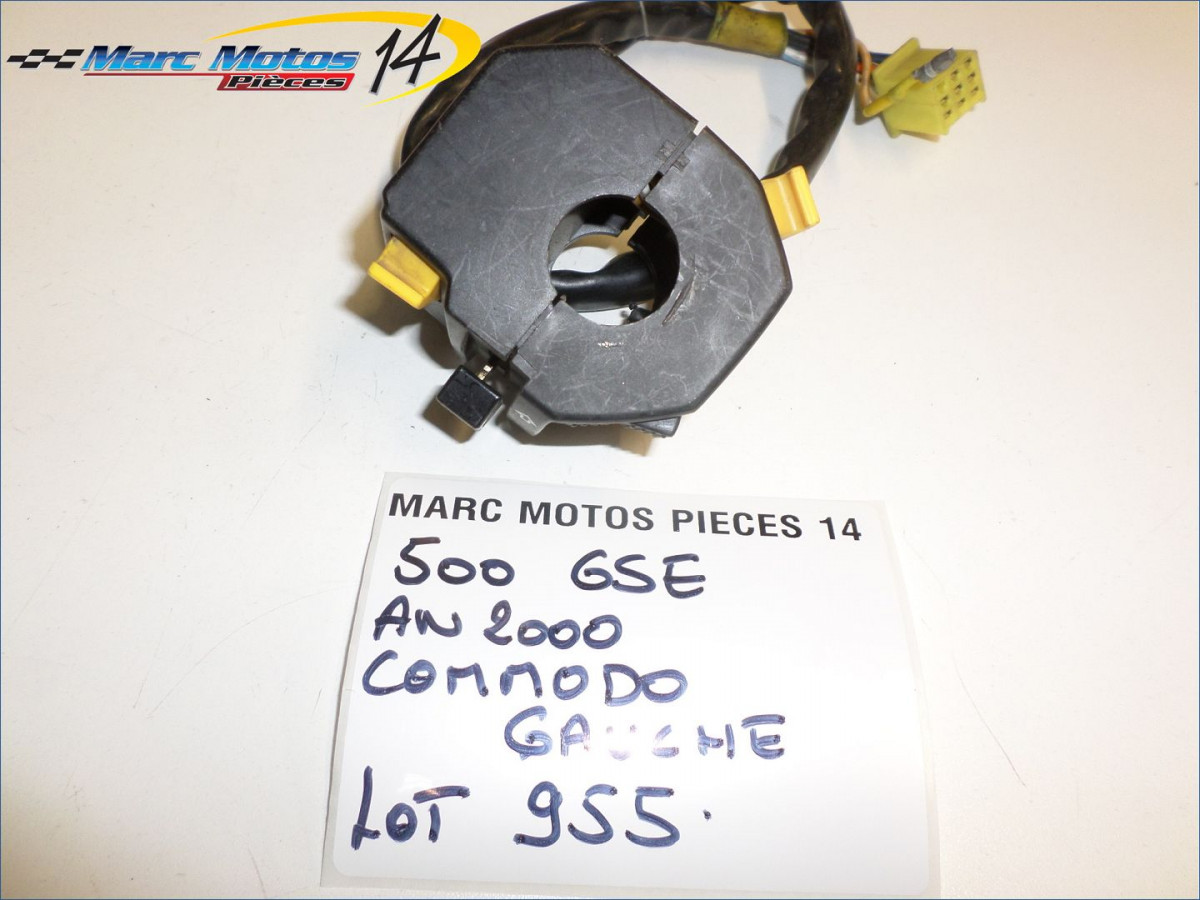 Marc Motos 14
Pièces
MARC MOTOS PIECES 14
500 GSE
AN 2000
COMMODO
GAUCHE
LOT 955.